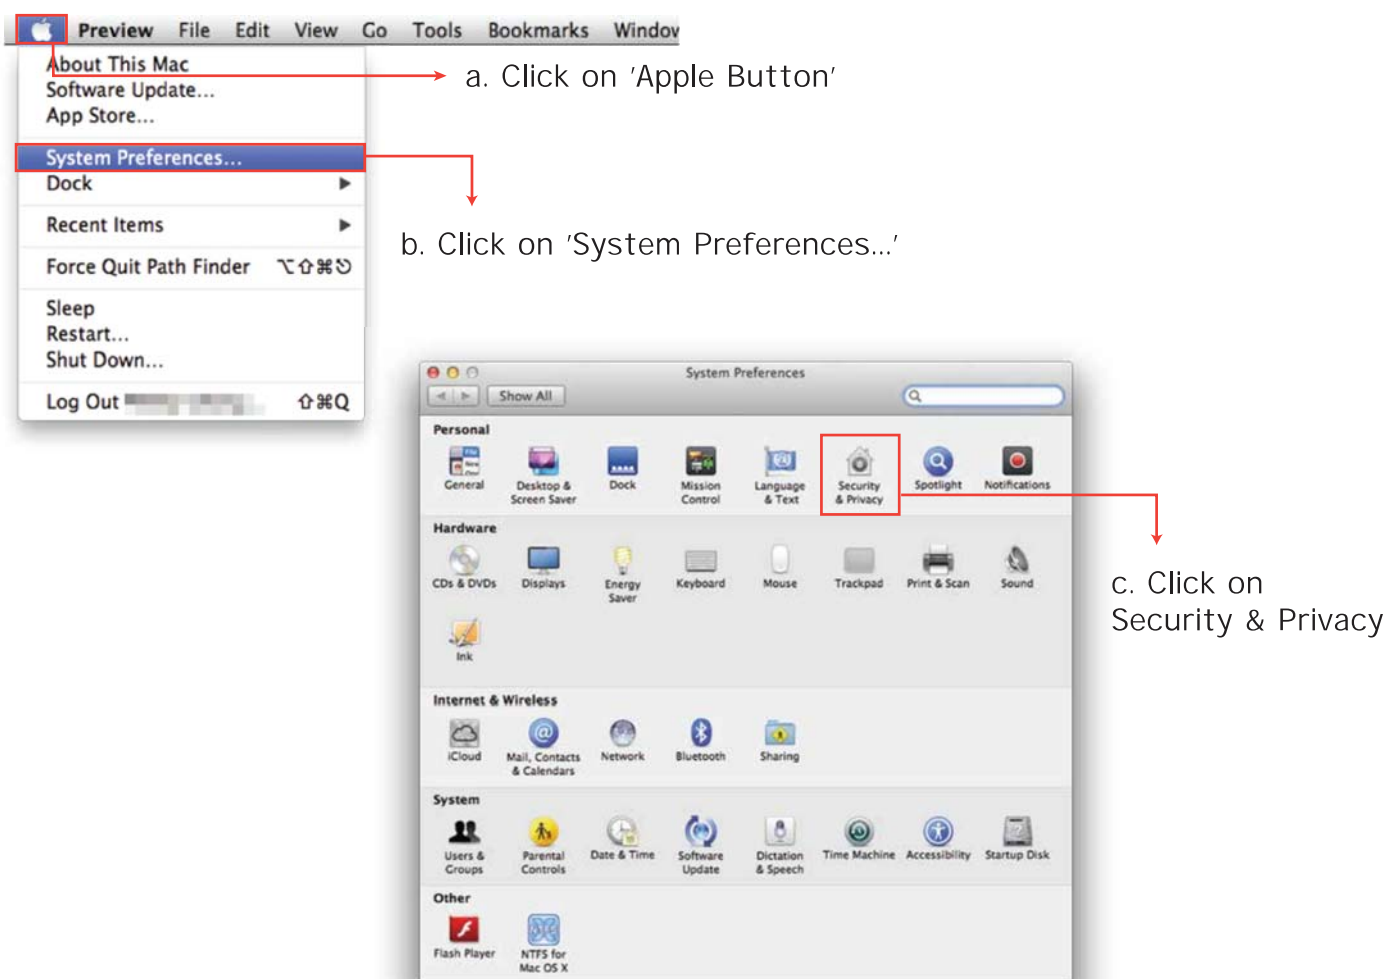 Preview File Edit View Go Tools Bookmarks Window
About This Mac
Software Update...
App Store...
System Preferences...
Dock
Recent Items
Force Quit Path Finder ⌥⇧⌘⎋
Sleep
Restart...
Shut Down...
Log Out ⇧⌘Q
a. Click on 'Apple Button'
b. Click on 'System Preferences...'
System Preferences
Show All
Personal
General
Desktop &
Screen Saver
Dock
Mission
Control
Language
& Text
Security
& Privacy
Spotlight
Notifications
Hardware
CDs & DVDs
Displays
Energy
Saver
Keyboard
Mouse
Trackpad
Print & Scan
Sound
Ink
Internet & Wireless
iCloud
Mail, Contacts
& Calendars
Network
Bluetooth
Sharing
System
Users &
Groups
Parental
Controls
Date & Time
Software
Update
Dictation
& Speech
Time Machine
Accessibility
Startup Disk
Other
Flash Player
NTFS for
Mac OS X
c. Click on
Security & Privacy